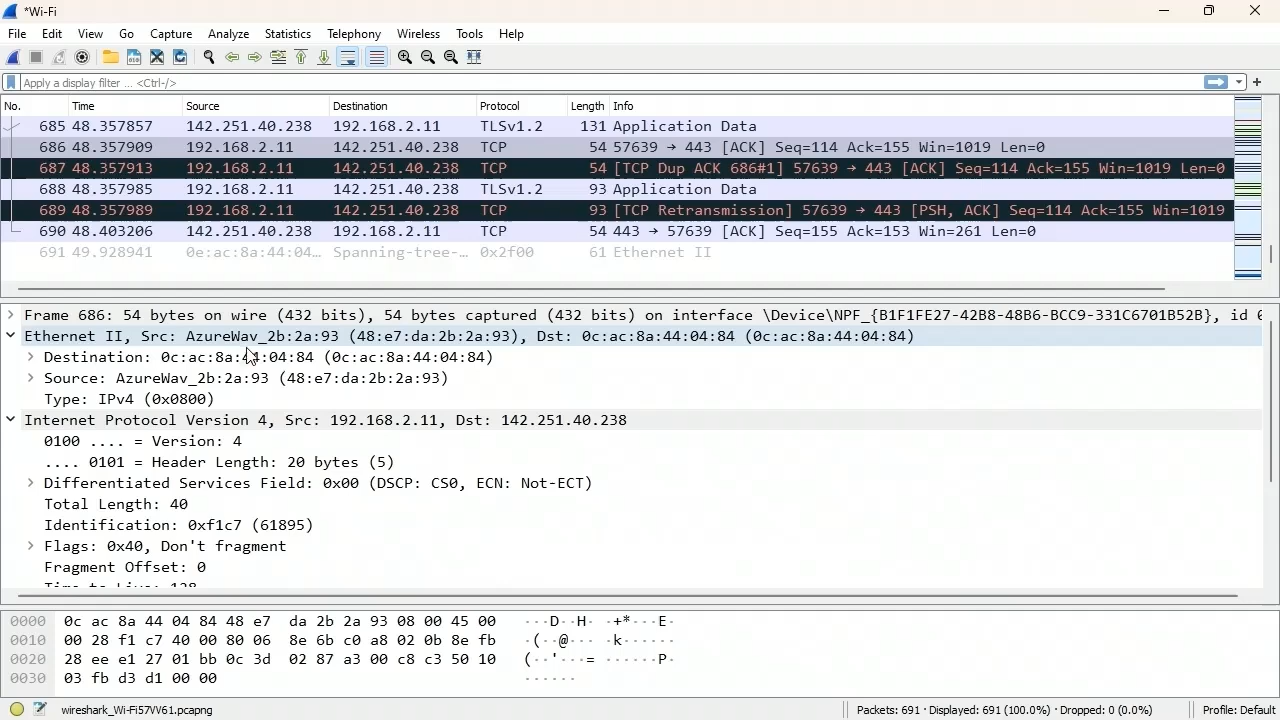 *Wi-Fi
File Edit View Go Capture Analyze Statistics Telephony Wireless Tools Help
Apply a display filter ... <Ctrl-/>
No. Time Source Destination Protocol Length Info
685 48.357857 142.251.40.238 192.168.2.11 TLSv1.2 131 Application Data
686 48.357909 192.168.2.11 142.251.40.238 TCP 54 57639 → 443 [ACK] Seq=114 Ack=155 Win=1019 Len=0
687 48.357913 192.168.2.11 142.251.40.238 TCP 54 [TCP Dup ACK 686#1] 57639 → 443 [ACK] Seq=114 Ack=155 Win=1019 Len=0
688 48.357985 192.168.2.11 142.251.40.238 TLSv1.2 93 Application Data
689 48.357989 192.168.2.11 142.251.40.238 TCP 93 [TCP Retransmission] 57639 → 443 [PSH, ACK] Seq=114 Ack=155 Win=1019
690 48.403206 142.251.40.238 192.168.2.11 TCP 54 443 → 57639 [ACK] Seq=155 Ack=153 Win=261 Len=0
691 49.928941 0e:ac:8a:44:04… Spanning-tree-… 0x2f00 61 Ethernet II
Frame 686: 54 bytes on wire (432 bits), 54 bytes captured (432 bits) on interface \Device\NPF_{B1F1FE27-42B8-48B6-BCC9-331C6701B52B}, id
Ethernet II, Src: AzureWav_2b:2a:93 (48:e7:da:2b:2a:93), Dst: 0c:ac:8a:44:04:84 (0c:ac:8a:44:04:84)
Destination: 0c:ac:8a:44:04:84 (0c:ac:8a:44:04:84)
Source: AzureWav_2b:2a:93 (48:e7:da:2b:2a:93)
Type: IPv4 (0x0800)
Internet Protocol Version 4, Src: 192.168.2.11, Dst: 142.251.40.238
0100 .... = Version: 4
.... 0101 = Header Length: 20 bytes (5)
Differentiated Services Field: 0x00 (DSCP: CS0, ECN: Not-ECT)
Total Length: 40
Identification: 0xf1c7 (61895)
Flags: 0x40, Don't fragment
Fragment Offset: 0
Time to Live: 128
0000 0c ac 8a 44 04 84 48 e7 da 2b 2a 93 08 00 45 00 ···D··H· ·+*···E·
0010 00 28 f1 c7 40 00 80 06 8e 6b c0 a8 02 0b 8e fb ·(··@··· ·k······
0020 28 ee e1 27 01 bb 0c 3d 02 87 a3 00 c8 c3 50 10 (··'···= ······P·
0030 03 fb d3 d1 00 00 ······
wireshark_Wi-Fi57VV61.pcapng Packets: 691 · Displayed: 691 (100.0%) · Dropped: 0 (0.0%) Profile: Default